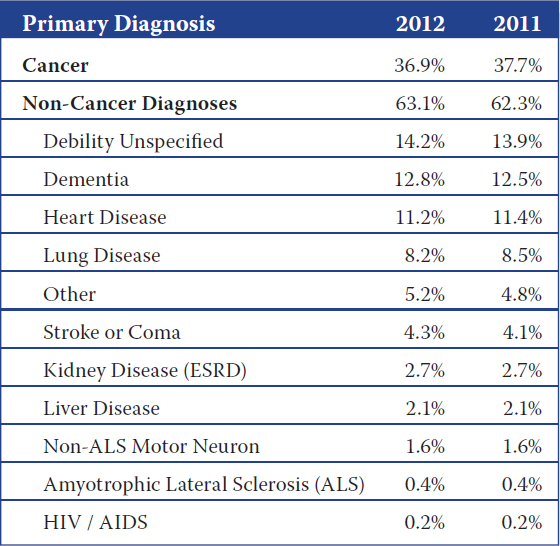 Primary Diagnosis 2012 2011
Cancer 36.9% 37.7%
Non-Cancer Diagnoses 63.1% 62.3%
Debility Unspecified 14.2% 13.9%
Dementia 12.8% 12.5%
Heart Disease 11.2% 11.4%
Lung Disease 8.2% 8.5%
Other 5.2% 4.8%
Stroke or Coma 4.3% 4.1%
Kidney Disease (ESRD) 2.7% 2.7%
Liver Disease 2.1% 2.1%
Non-ALS Motor Neuron 1.6% 1.6%
Amyotrophic Lateral Sclerosis (ALS) 0.4% 0.4%
HIV / AIDS 0.2% 0.2%